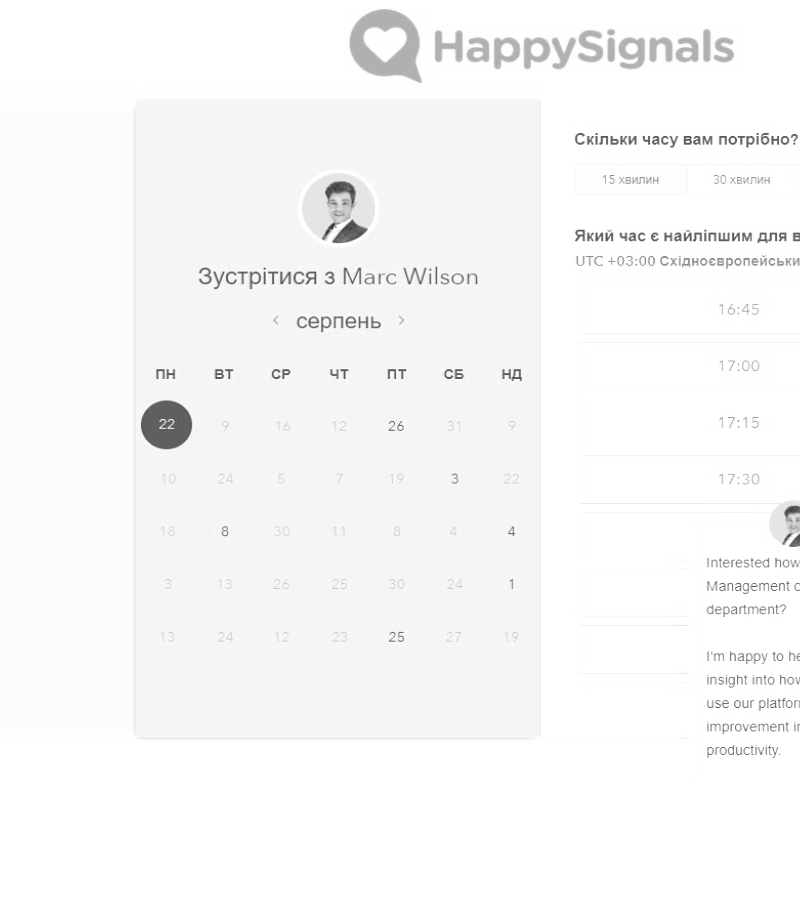 HappySignals
Зустрітися з Marc Wilson
серпень
ПН ВТ СР ЧТ ПТ СБ НД
22 9 16 12 26 31 9
10 24 5 7 19 3 22
18 8 30 11 8 4 4
3 13 26 25 30 24 1
13 24 12 23 25 27 19
Скільки часу вам потрібно?
15 хвилин 30 хвилин
Який час є найліпшим для в
UTC +03:00 Східноєвропейськи
16:45
17:00
17:15
17:30
Interested how
Management o
department?
I'm happy to he
insight into how
use our platfor
improvement in
productivity.